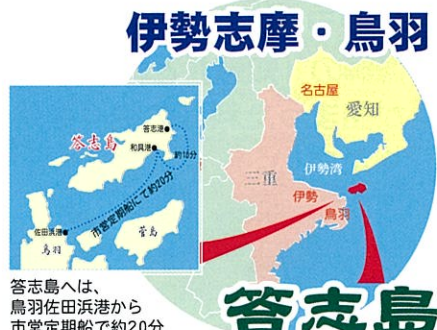 伊勢志摩・鳥羽
名古屋
愛知
伊勢湾
三重
伊勢
鳥羽
答志島
答志港
和具港
約10分
市営定期船にて約20分
佐田浜港
鳥羽
菅島
答志島へは、
鳥羽佐田浜港から
市営定期船で約20分
答志島